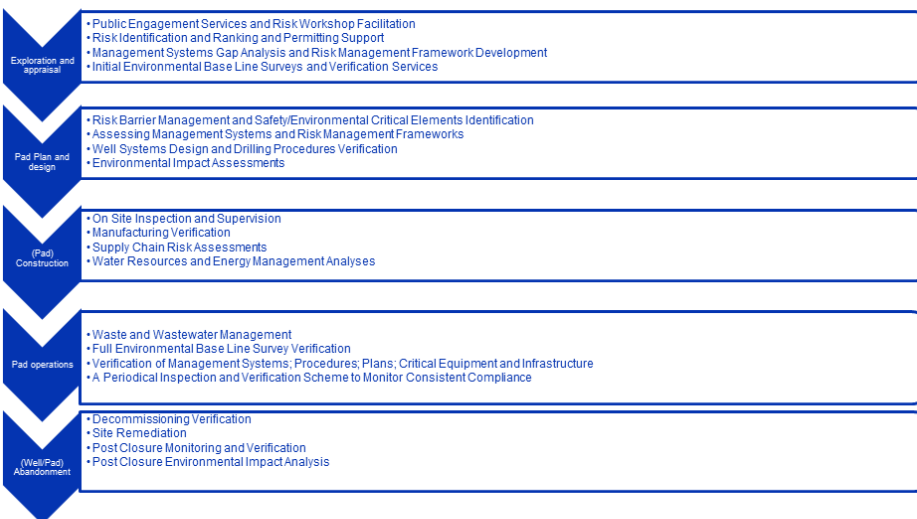 Exploration and
appraisal
• Public Engagement Services and Risk Workshop Facilitation
• Risk Identification and Ranking and Permitting Support
• Management Systems Gap Analysis and Risk Management Framework Development
• Initial Environmental Base Line Surveys and Verification Services
Pad Plan and
design
• Risk Barrier Management and Safety/Environmental Critical Elements Identification
• Assessing Management Systems and Risk Management Frameworks
• Well Systems Design and Drilling Procedures Verification
• Environmental Impact Assessments
(Pad)
Construction
• On Site Inspection and Supervision
• Manufacturing Verification
• Supply Chain Risk Assessments
• Water Resources and Energy Management Analyses
Pad operations
• Waste and Wastewater Management
• Full Environmental Base Line Survey Verification
• Verification of Management Systems; Procedures; Plans; Critical Equipment and Infrastructure
• A Periodical Inspection and Verification Scheme to Monitor Consistent Compliance
(Well/Pad)
Abandonment
• Decommissioning Verification
• Site Remediation
• Post Closure Monitoring and Verification
• Post Closure Environmental Impact Analysis